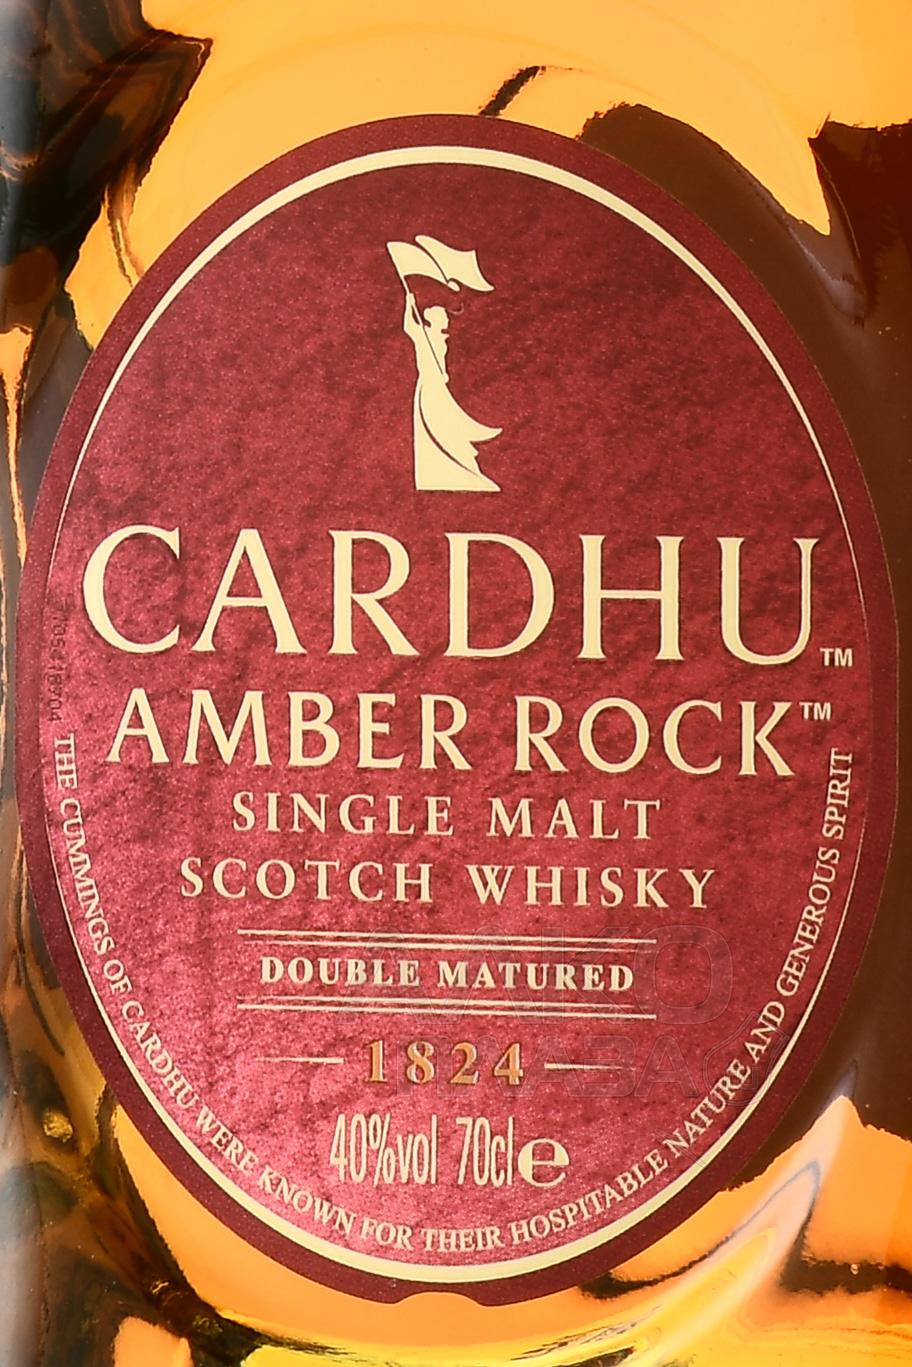 CARDHU™
AMBER ROCK™
SINGLE MALT
SCOTCH WHISKY
DOUBLE MATURED
1824
40%vol 70cl e
THE CUMMINGS OF CARDHU WERE KNOWN FOR THEIR HOSPITABLE NATURE AND GENEROUS SPIRIT